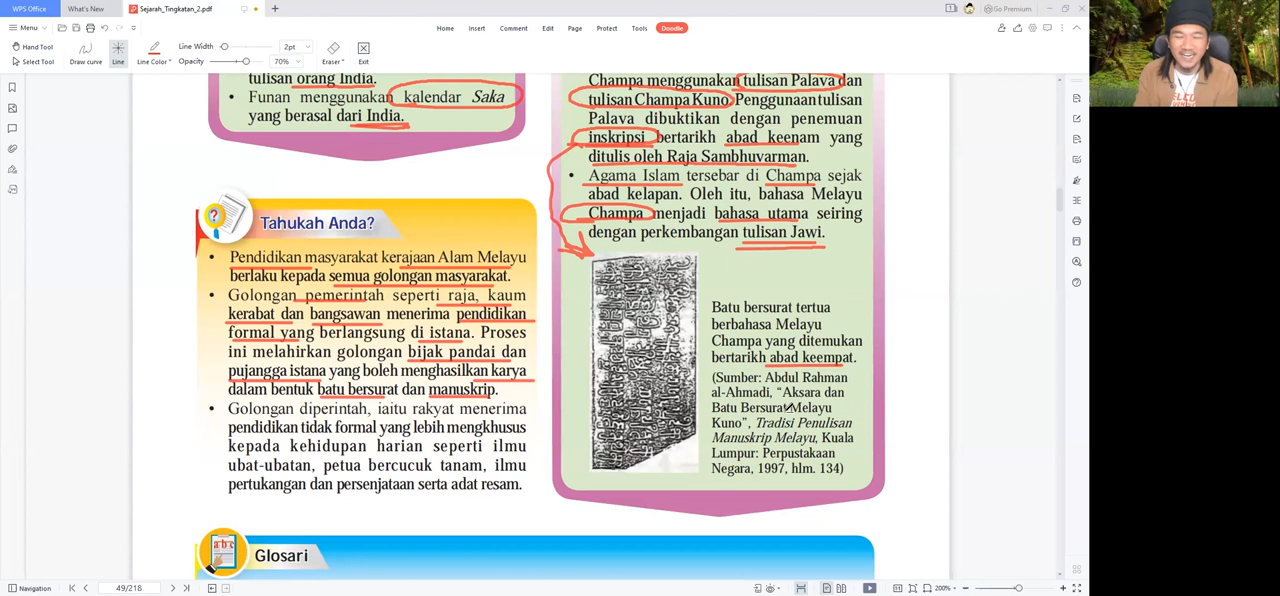 WPS Office
What's New
Sejarah_Tingkatan_2.pdf
Go Premium
Menu
Home Insert Comment Edit Page Protect Tools Doodle
Hand Tool
Select Tool
Draw curve
Line
Line Color
Line Width 2pt
Opacity 70%
Eraser
Exit
tulisan orang India.
• Funan menggunakan kalendar Saka
yang berasal dari India.
Tahukah Anda?
• Pendidikan masyarakat kerajaan Alam Melayu
berlaku kepada semua golongan masyarakat.
• Golongan pemerintah seperti raja, kaum
kerabat dan bangsawan menerima pendidikan
formal yang berlangsung di istana. Proses
ini melahirkan golongan bijak pandai dan
pujangga istana yang boleh menghasilkan karya
dalam bentuk batu bersurat dan manuskrip.
• Golongan diperintah, iaitu rakyat menerima
pendidikan tidak formal yang lebih mengkhusus
kepada kehidupan harian seperti ilmu
ubat-ubatan, petua bercucuk tanam, ilmu
pertukangan dan persenjataan serta adat resam.
Champa menggunakan tulisan Palava dan
tulisan Champa Kuno. Penggunaan tulisan
Palava dibuktikan dengan penemuan
inskripsi bertarikh abad keenam yang
ditulis oleh Raja Sambhuvarman.
• Agama Islam tersebar di Champa sejak
abad kelapan. Oleh itu, bahasa Melayu
Champa menjadi bahasa utama seiring
dengan perkembangan tulisan Jawi.
Batu bersurat tertua
berbahasa Melayu
Champa yang ditemukan
bertarikh abad keempat.
(Sumber: Abdul Rahman
al-Ahmadi, “Aksara dan
Batu Bersurat Melayu
Kuno”, Tradisi Penulisan
Manuskrip Melayu, Kuala
Lumpur: Perpustakaan
Negara, 1997, hlm. 134)
a b c
Glosari
Navigation
49/218
200%